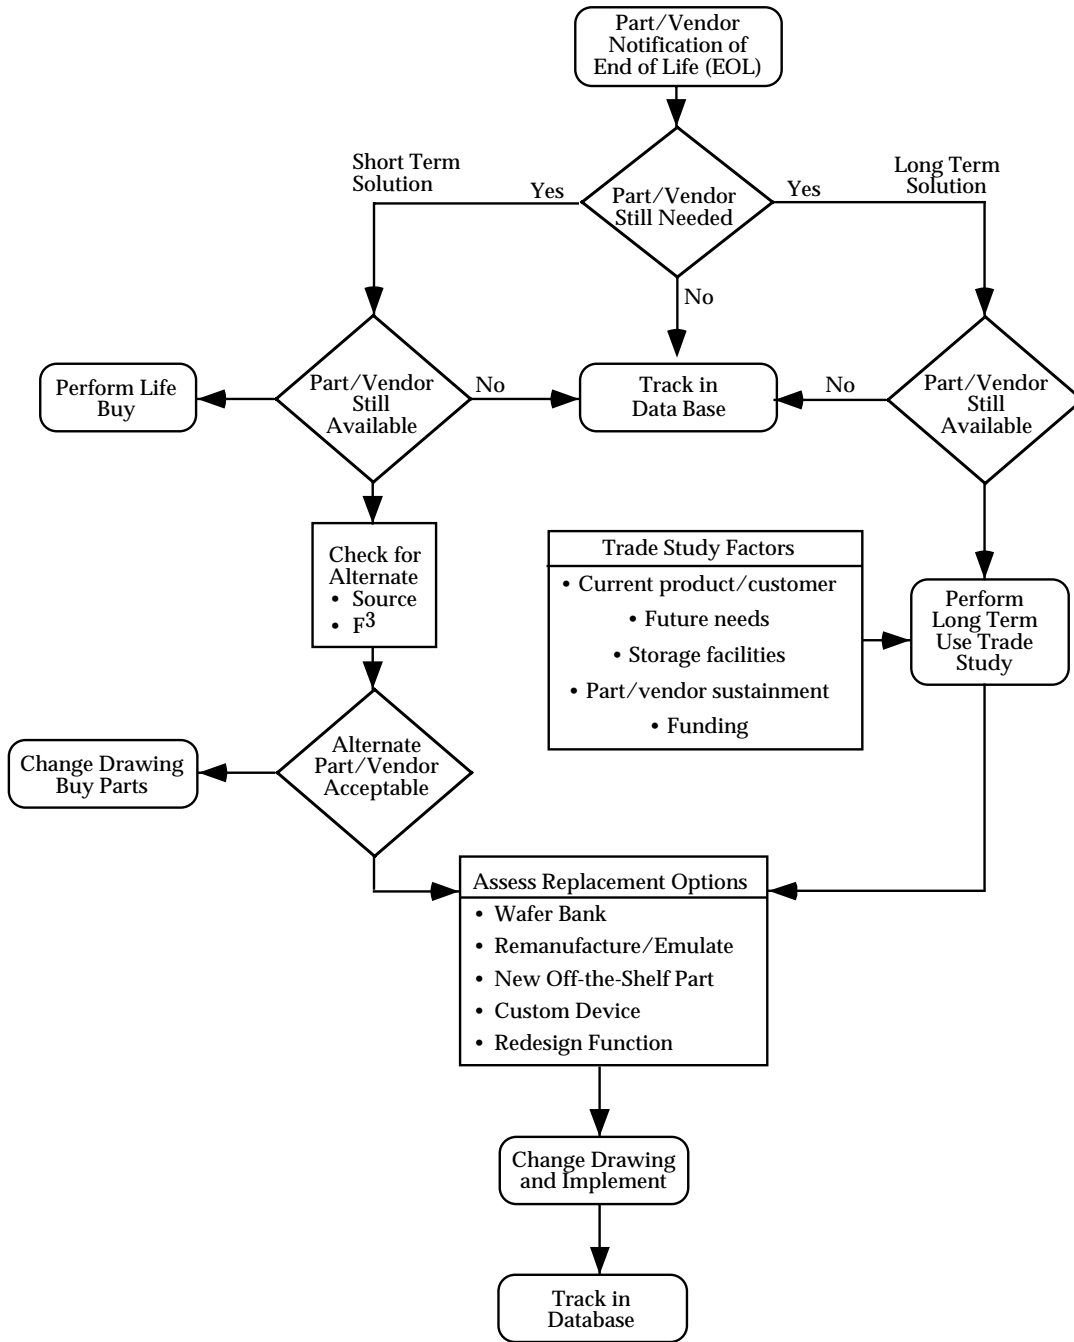 Part/Vendor
Notification of
End of Life (EOL)
Short Term
Solution
Yes
Part/Vendor
Still Needed
Yes
Long Term
Solution
No
Perform Life
Buy
Part/Vendor
Still
Available
No
Track in
Data Base
No
Part/Vendor
Still
Available
Check for
Alternate
• Source
• F³
Trade Study Factors
• Current product/customer
• Future needs
• Storage facilities
• Part/vendor sustainment
• Funding
Perform
Long Term
Use Trade
Study
Change Drawing
Buy Parts
Alternate
Part/Vendor
Acceptable
Assess Replacement Options
• Wafer Bank
• Remanufacture/Emulate
• New Off-the-Shelf Part
• Custom Device
• Redesign Function
Change Drawing
and Implement
Track in
Database